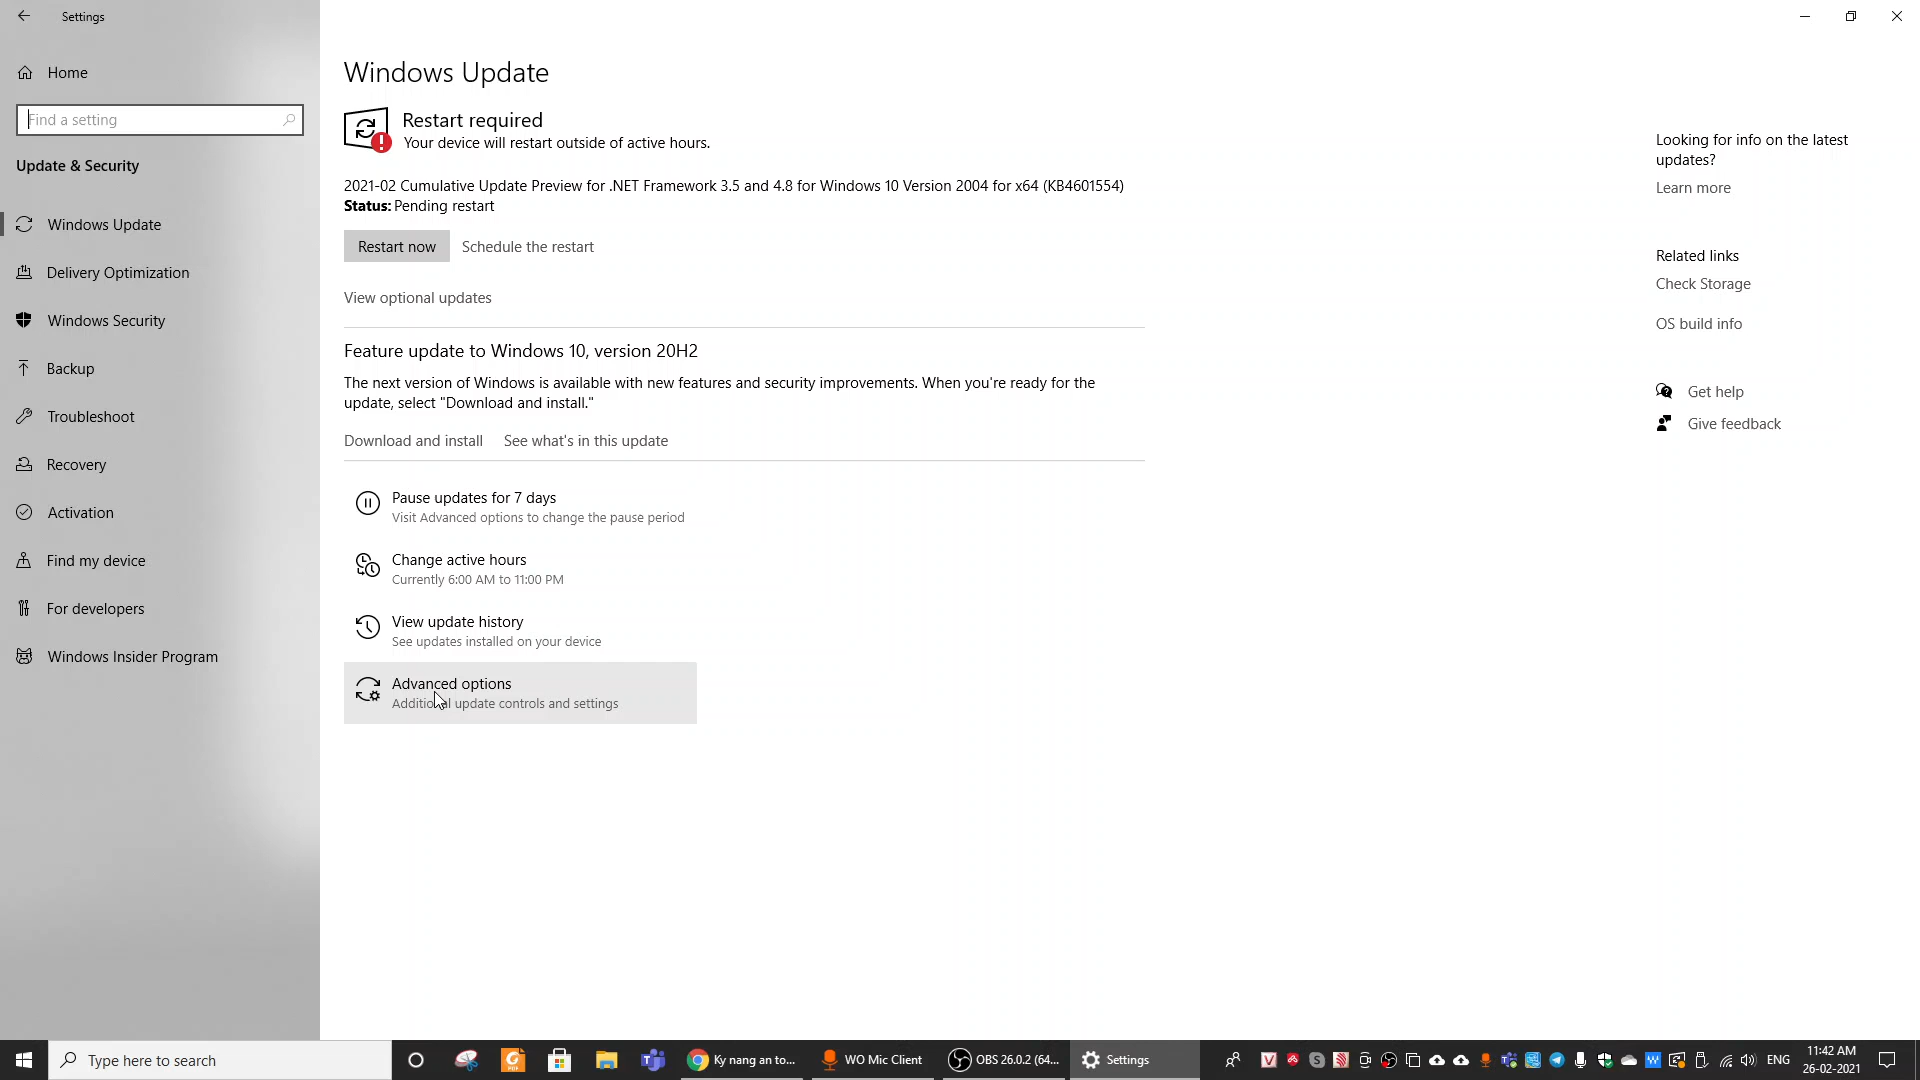 Settings
Home
Find a setting
Update & Security
Windows Update
Delivery Optimization
Windows Security
Backup
Troubleshoot
Recovery
Activation
Find my device
For developers
Windows Insider Program
Windows Update
Restart required
Your device will restart outside of active hours.
2021-02 Cumulative Update Preview for .NET Framework 3.5 and 4.8 for Windows 10 Version 2004 for x64 (KB4601554)
Status: Pending restart
Restart now Schedule the restart
View optional updates
Feature update to Windows 10, version 20H2
The next version of Windows is available with new features and security improvements. When you're ready for the
update, select "Download and install."
Download and install See what's in this update
Pause updates for 7 days
Visit Advanced options to change the pause period
Change active hours
Currently 6:00 AM to 11:00 PM
View update history
See updates installed on your device
Advanced options
Additional update controls and settings
Looking for info on the latest
updates?
Learn more
Related links
Check Storage
OS build info
Get help
Give feedback
Type here to search
Ky nang an to...
WO Mic Client
OBS 26.0.2 (64...
Settings
ENG
11:42 AM
26-02-2021